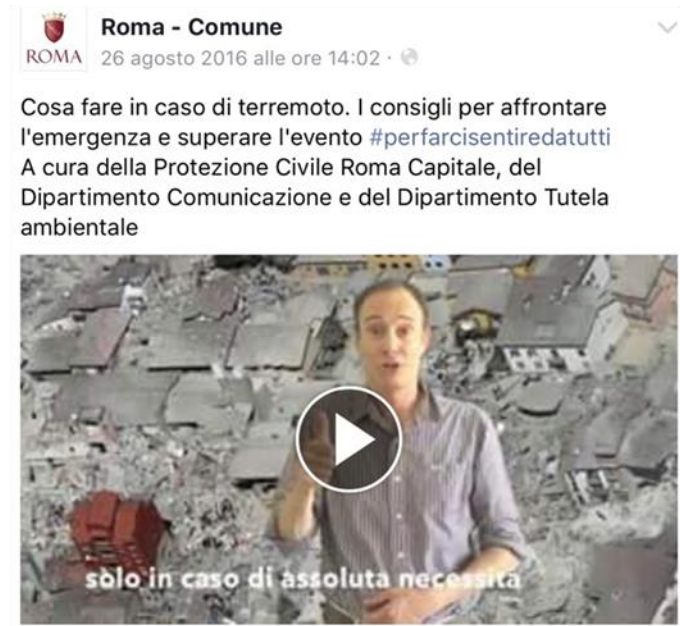 Roma - Comune
ROMA
26 agosto 2016 alle ore 14:02 ·
Cosa fare in caso di terremoto. I consigli per affrontare
l'emergenza e superare l'evento #perfarcisentiredatutti
A cura della Protezione Civile Roma Capitale, del
Dipartimento Comunicazione e del Dipartimento Tutela
ambientale
solo in caso di assoluta necessità